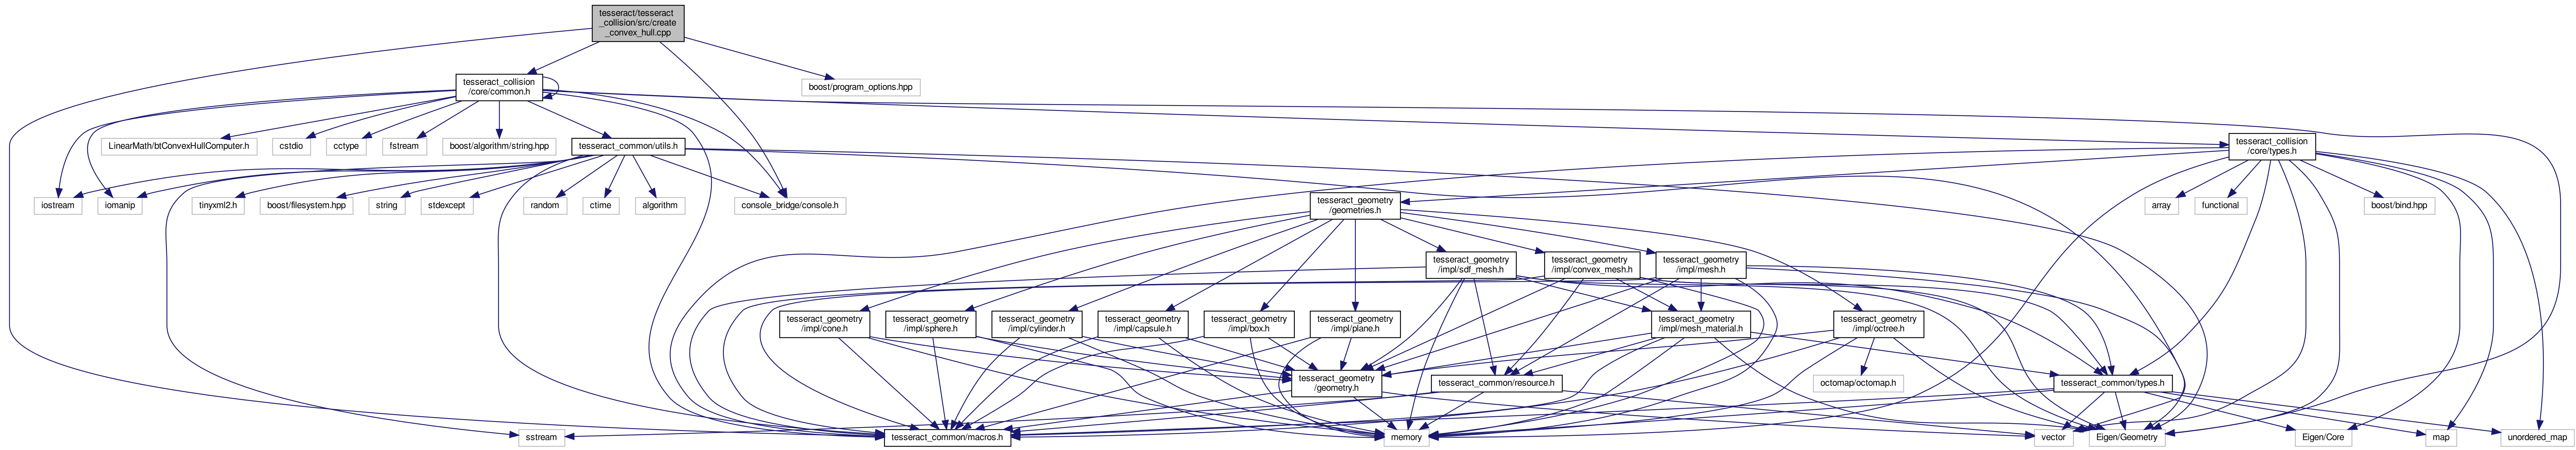 tesseract/tesseract
_collision/src/create
_convex_hull.cpp
tesseract_collision
/core/common.h
boost/program_options.hpp
LinearMath/btConvexHullComputer.h
cstdio
cctype
fstream
boost/algorithm/string.hpp
tesseract_common/utils.h
tesseract_collision
/core/types.h
iostream
iomanip
tinyxml2.h
boost/filesystem.hpp
string
stdexcept
random
ctime
algorithm
console_bridge/console.h
tesseract_geometry
/geometries.h
array
functional
boost/bind.hpp
tesseract_geometry
/impl/sdf_mesh.h
tesseract_geometry
/impl/convex_mesh.h
tesseract_geometry
/impl/mesh.h
tesseract_geometry
/impl/cone.h
tesseract_geometry
/impl/sphere.h
tesseract_geometry
/impl/cylinder.h
tesseract_geometry
/impl/capsule.h
tesseract_geometry
/impl/box.h
tesseract_geometry
/impl/plane.h
tesseract_geometry
/impl/mesh_material.h
tesseract_geometry
/impl/octree.h
tesseract_geometry
/geometry.h
tesseract_common/resource.h
octomap/octomap.h
tesseract_common/types.h
sstream
tesseract_common/macros.h
memory
vector
Eigen/Geometry
Eigen/Core
map
unordered_map